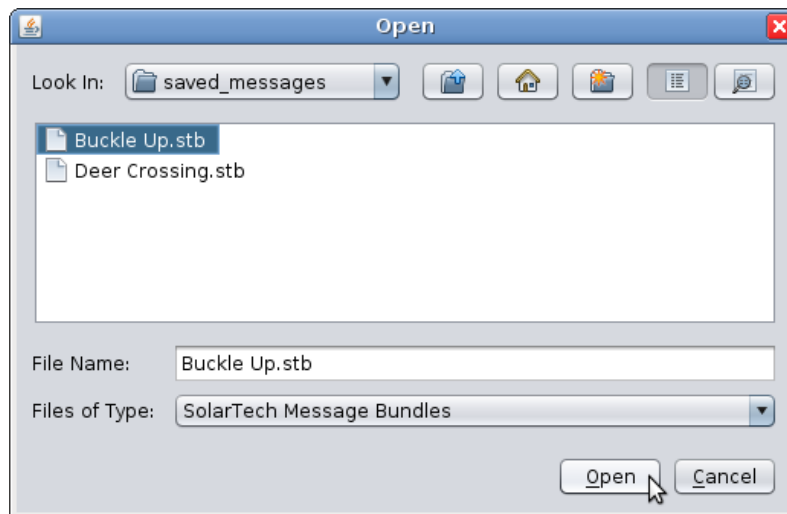 Open
Look In: saved_messages
Buckle Up.stb
Deer Crossing.stb
File Name: Buckle Up.stb
Files of Type: SolarTech Message Bundles
Open Cancel